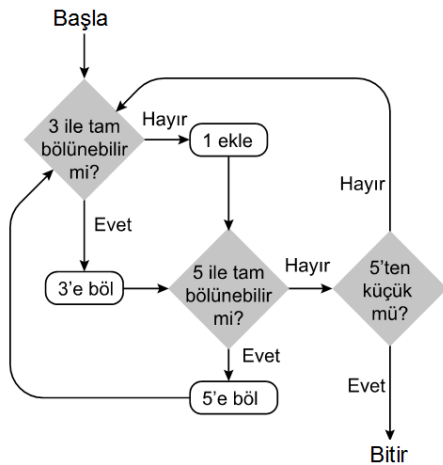 Başla
3 ile tam
bölünebilir
mi?
Hayır
1 ekle
Evet
3'e böl
5 ile tam
bölünebilir
mi?
Hayır
5'ten
küçük
mü?
Hayır
Evet
5'e böl
Evet
Bitir